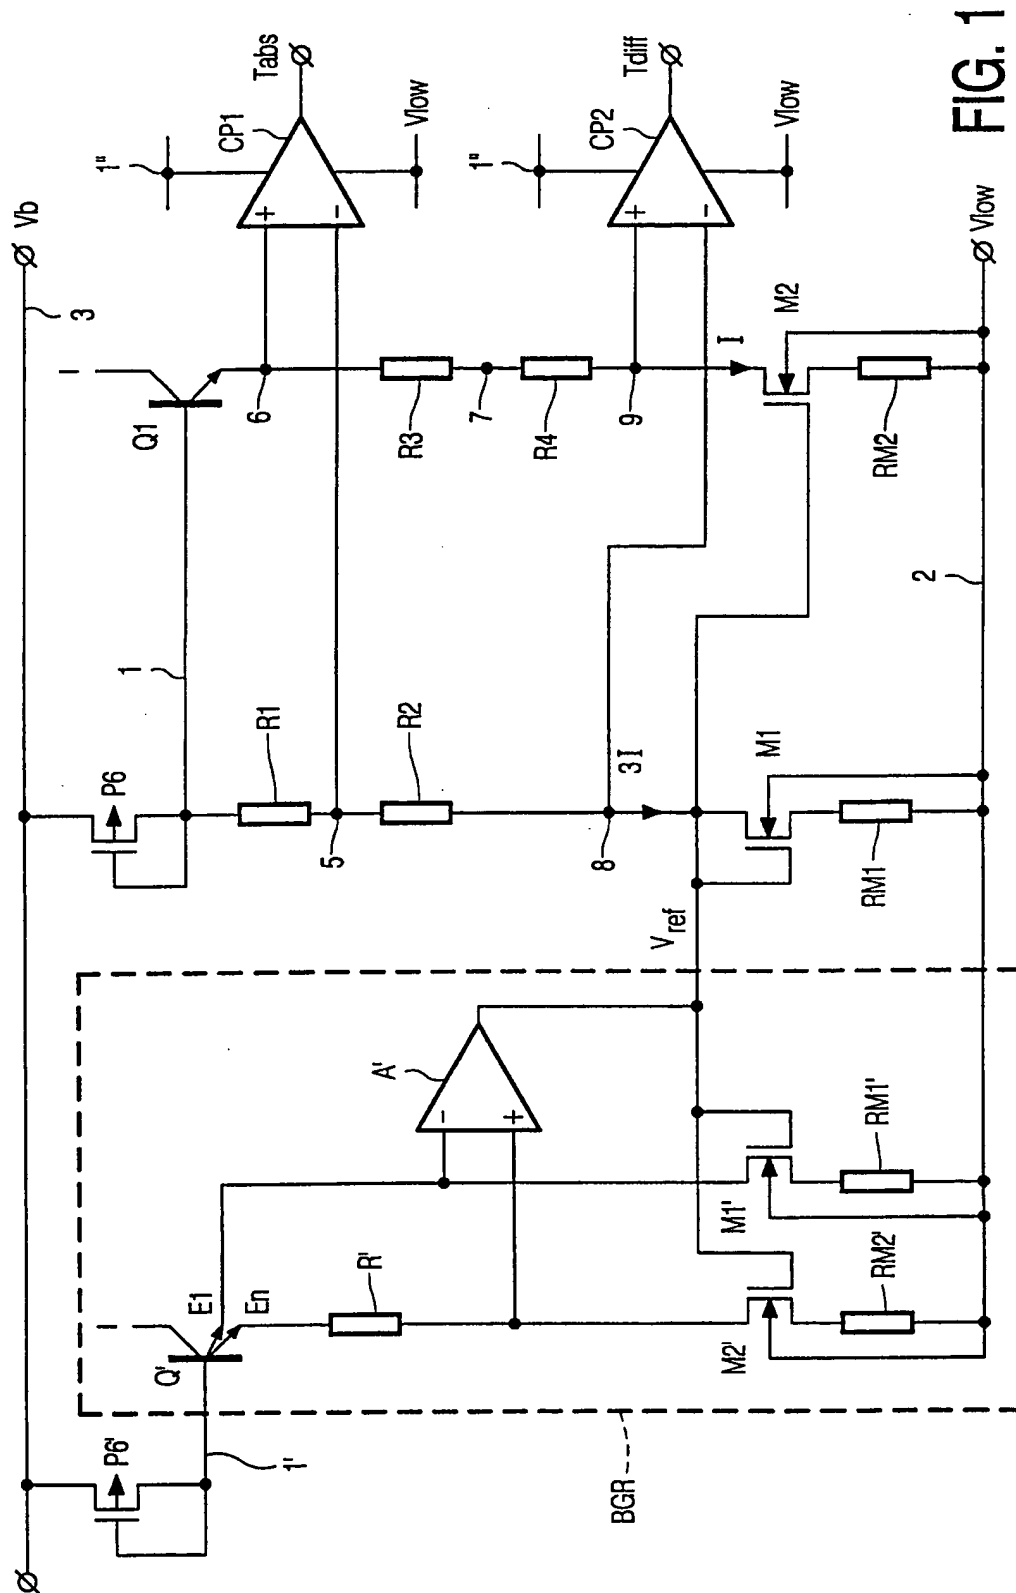 Vb
3
P6'
1'
Q'
E1
En
R'
A'
-
+
M2'
M1'
RM2'
RM1'
BGR
Vref
P6
1
R1
5
R2
8
3I
M1
RM1
Q1
6
R3
7
R4
9
I
M2
RM2
2
Vlow
1"
CP1
+
-
Tabs
Vlow
1"
CP2
+
-
Tdiff
Vlow
FIG. 1